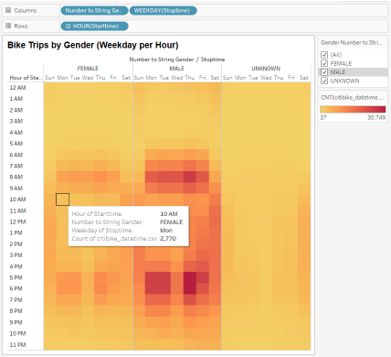 Columns
Number to String Ge..
WEEKDAY(Stoptime)
Rows
HOUR(Starttime)
Bike Trips by Gender (Weekday per Hour)
Number to String Gender / Stoptime
FEMALE MALE UNKNOWN
Hour of Sta.. Sun Mon Tue Wed Thu Fri Sat Sun Mon Tue Wed Thu Fri Sat Sun Mon Tue Wed Thu Fri Sat
12 AM
1 AM
2 AM
3 AM
4 AM
5 AM
6 AM
7 AM
8 AM
9 AM
10 AM
11 AM
12 PM
1 PM
2 PM
3 PM
4 PM
5 PM
6 PM
7 PM
8 PM
9 PM
10 PM
11 PM
Hour of Starttime: 10 AM
Number to String Gender: FEMALE
Weekday of Stoptime: Mon
Count of citibike_datetime.csv: 2,770
Gender Number to Stri...
(All)
FEMALE
MALE
UNKNOWN
CNT(citibike_datetime....
37 30,749